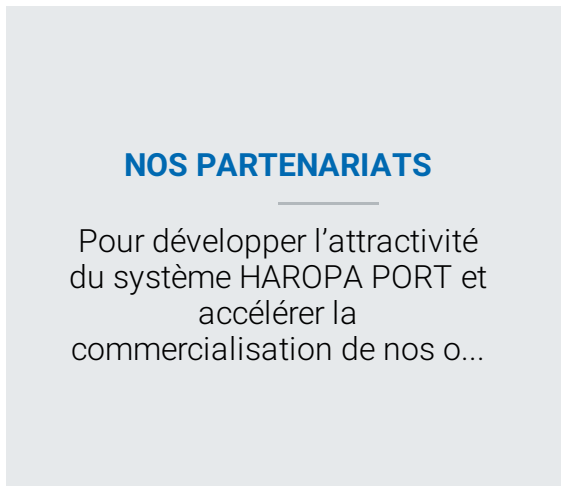 NOS PARTENARIATS
Pour développer l’attractivité
du système HAROPA PORT et
accélérer la
commercialisation de nos o...